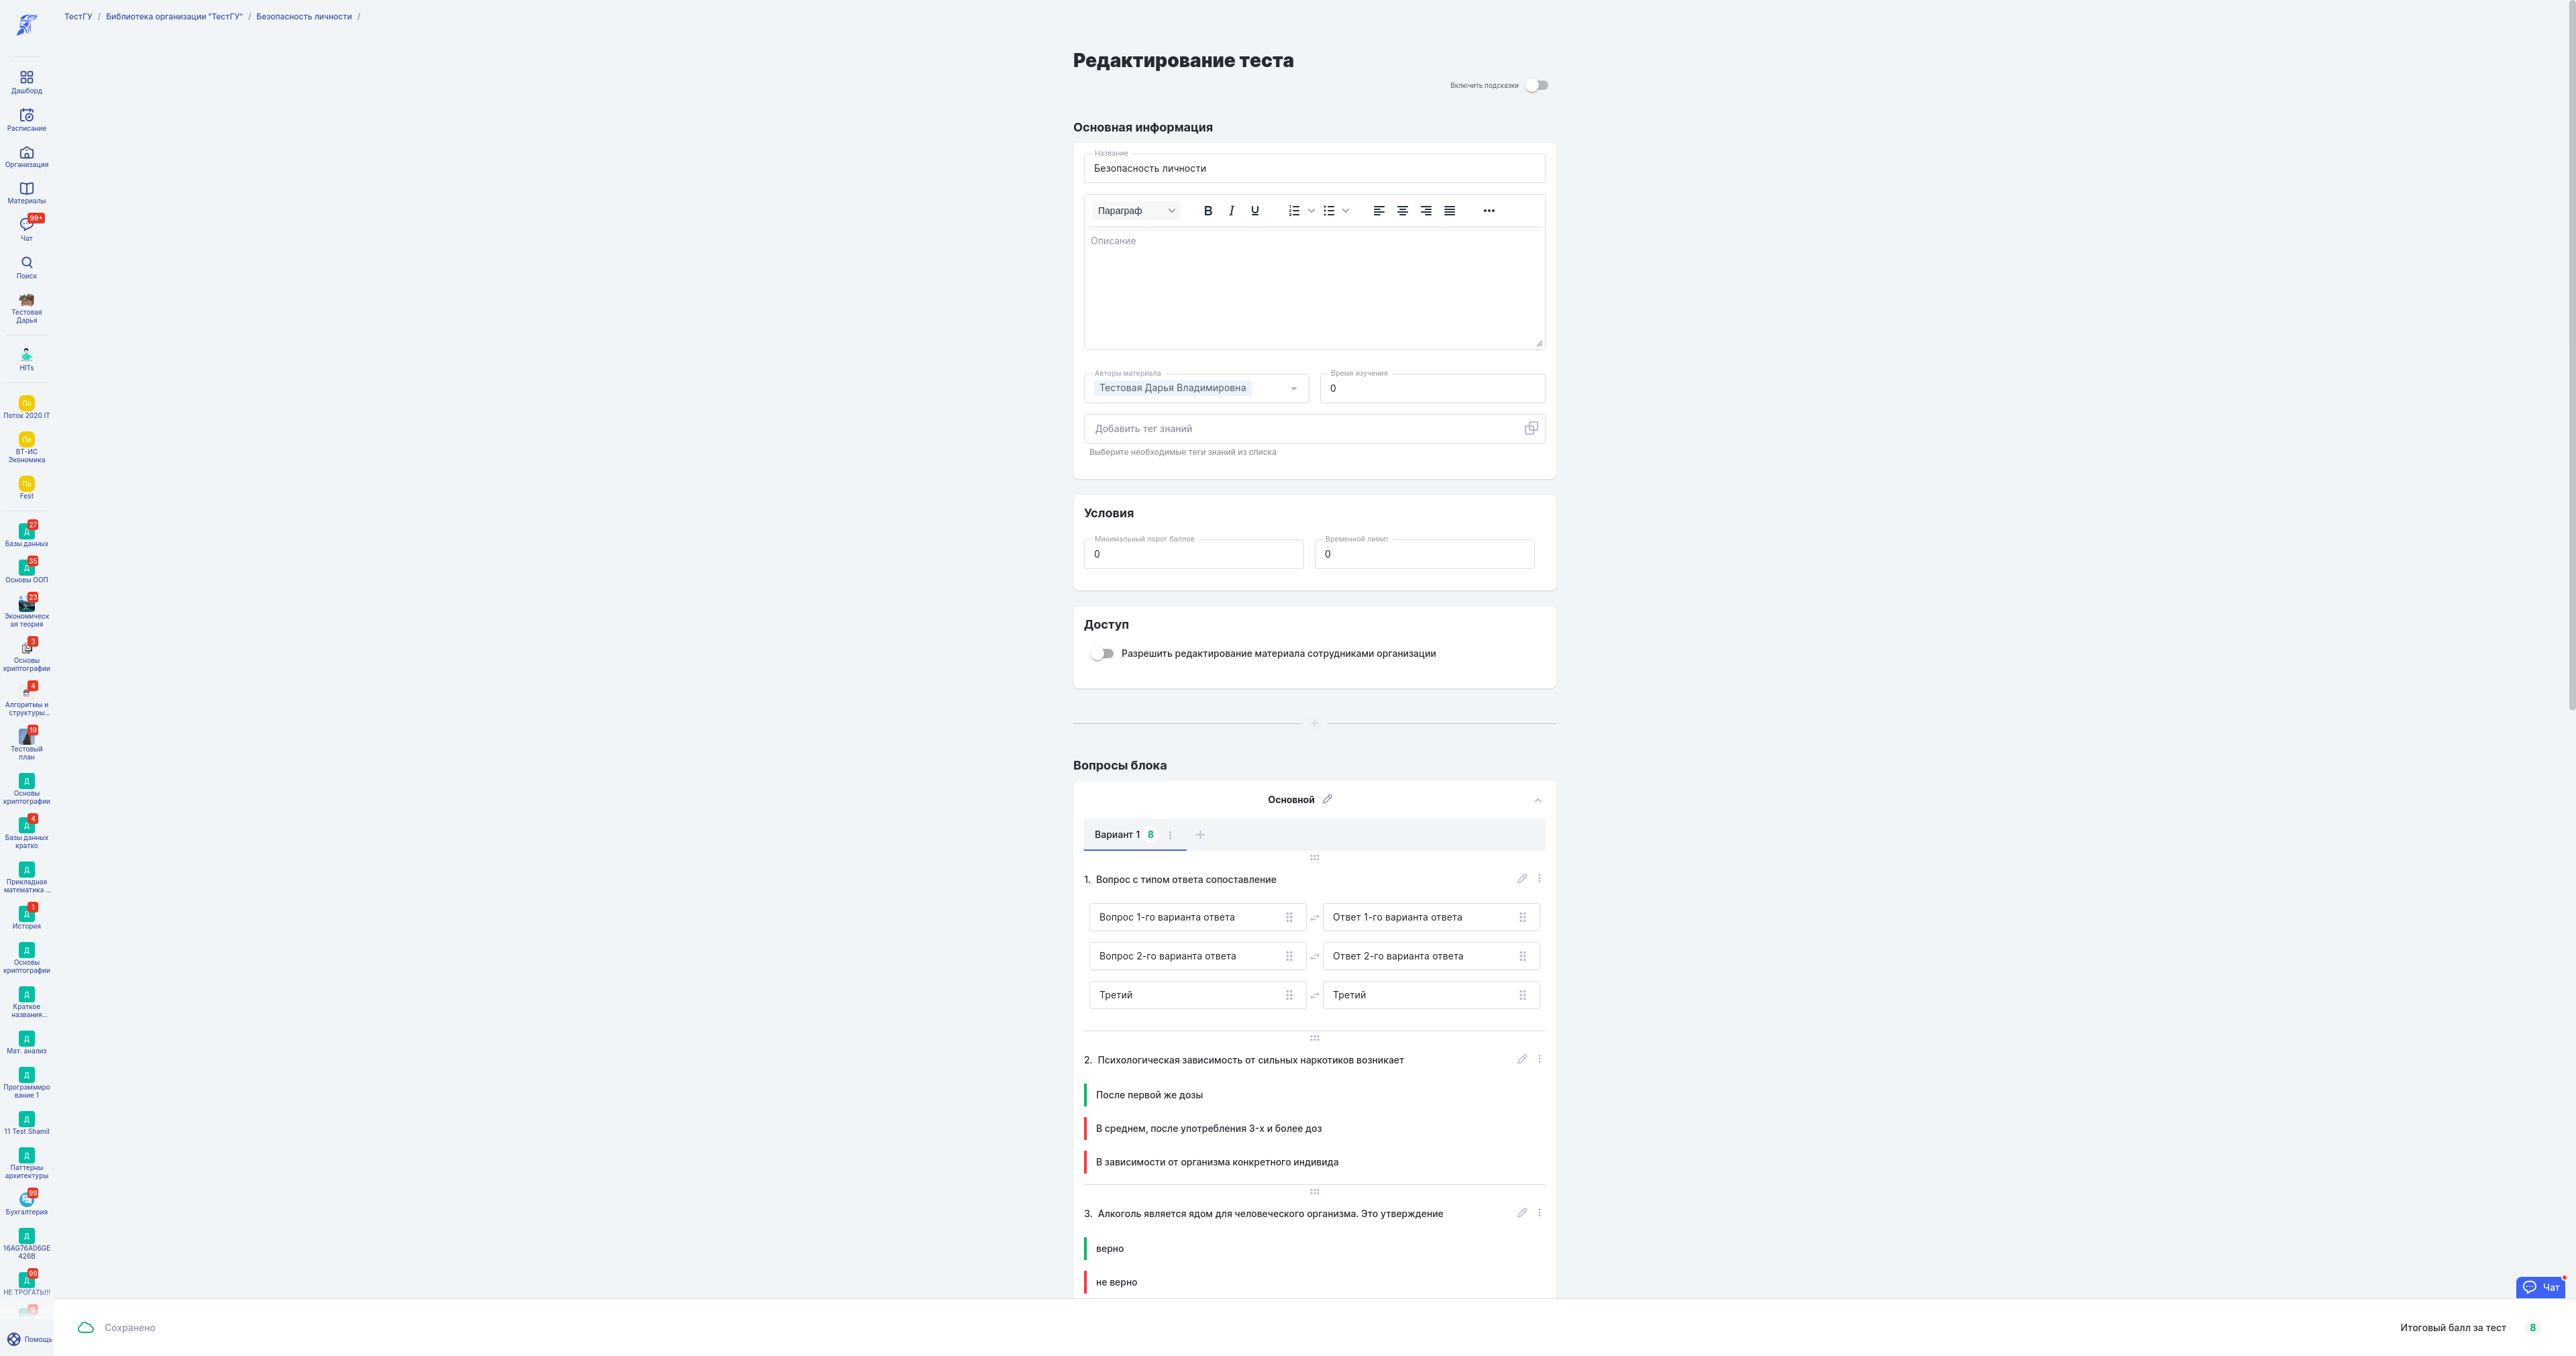 ТестГУ / Библиотека организации "ТестГУ" / Безопасность личности /
Дашборд
Расписание
Организация
Материалы
99+
Чат
Поиск
Тестовая
Дарья
HITs
По
Поток 2020 IT
По
ВТ-ИС
Экономика
По
Fest
27
Д
Базы данных
35
Д
Основы ООП
23
Экономическ
ая теория
3
Основы
криптографии
4
Алгоритмы и
структуры...
19
Тестовый
план
Д
Основы
криптографии
4
Д
Базы данных
кратко
Д
Прикладная
математика ...
1
Д
История
Д
Основы
криптографии
Д
Краткое
названия...
Д
Мат. анализ
Д
Программиро
вание 1
Д
11 Test Shamil
Д
Паттерны
архитектуры
99
Бухгалтерия
Д
16AG76A06GE
426B
99
Д
НЕ ТРОГАТЬ!!!
Помощь
Редактирование теста
Включить подсказки
Основная информация
Название
Безопасность личности
Параграф B I U
Описание
Авторы материала
Тестовая Дарья Владимировна
Время изучения
0
Добавить тег знаний
Выберите необходимые теги знаний из списка
Условия
Минимальный порог баллов
0
Временной лимит
0
Доступ
Разрешить редактирование материала сотрудниками организации
Вопросы блока
Основной
Вариант 1 8
1. Вопрос с типом ответа сопоставление
Вопрос 1-го варианта ответа Ответ 1-го варианта ответа
Вопрос 2-го варианта ответа Ответ 2-го варианта ответа
Третий Третий
2. Психологическая зависимость от сильных наркотиков возникает
После первой же дозы
В среднем, после употребления 3-х и более доз
В зависимости от организма конкретного индивида
3. Алкоголь является ядом для человеческого организма. Это утверждение
верно
не верно
Чат
Сохранено
Итоговый балл за тест 8